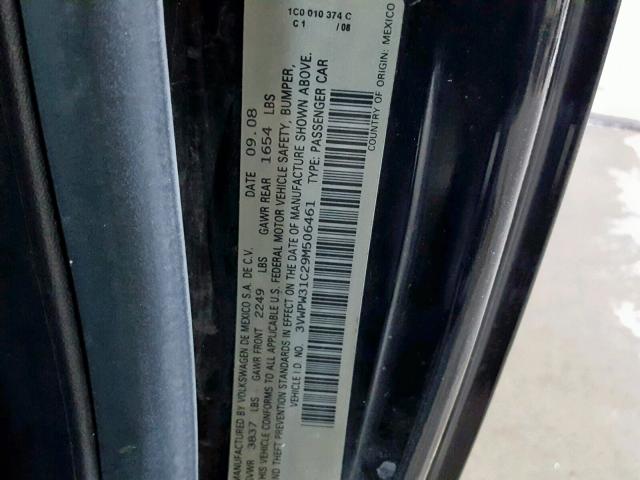 MANUFACTURED BY VOLKSWAGEN DE MEXICO S.A. DE C.V. DATE 09.08
GVWR 3837 LBS GAWR FRONT 2249 LBS GAWR REAR 1654 LBS
THIS VEHICLE CONFORMS TO ALL APPLICABLE U.S. FEDERAL MOTOR VEHICLE SAFETY, BUMPER,
AND THEFT PREVENTION STANDARDS IN EFFECT ON THE DATE OF MANUFACTURE SHOWN ABOVE.
VEHICLE I.D. NO. 3VWPW31C29M506461 TYPE: PASSENGER CAR
1C0 010 374 C
C 1 / 08
COUNTRY OF ORIGIN: MEXICO